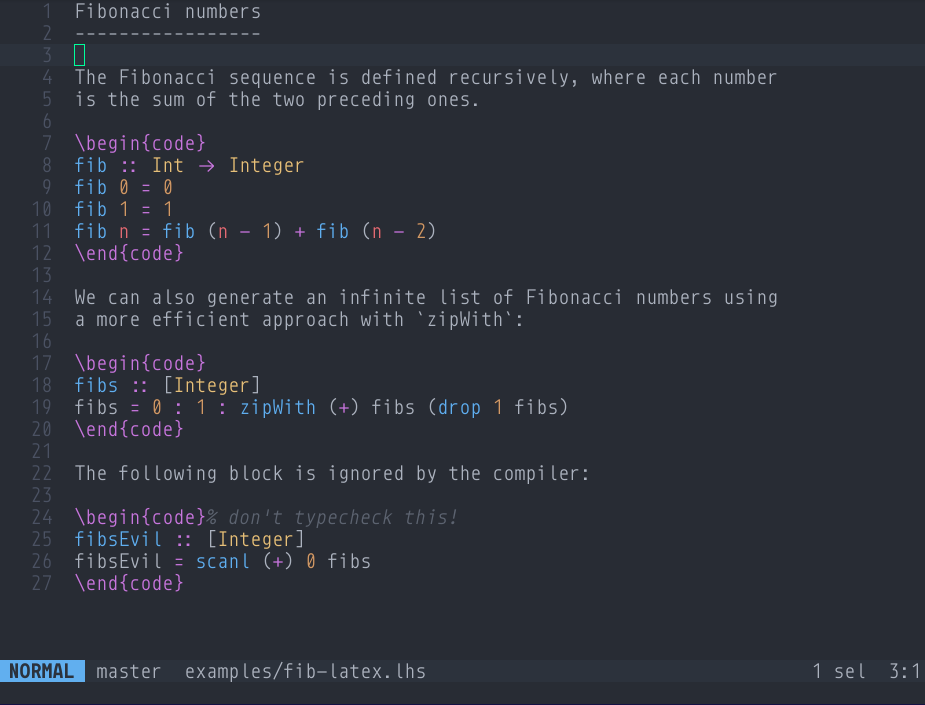 1 Fibonacci numbers
2 -----------------
3
4 The Fibonacci sequence is defined recursively, where each number
5 is the sum of the two preceding ones.
6
7 \begin{code}
8 fib :: Int → Integer
9 fib 0 = 0
10 fib 1 = 1
11 fib n = fib (n - 1) + fib (n - 2)
12 \end{code}
13
14 We can also generate an infinite list of Fibonacci numbers using
15 a more efficient approach with `zipWith`:
16
17 \begin{code}
18 fibs :: [Integer]
19 fibs = 0 : 1 : zipWith (+) fibs (drop 1 fibs)
20 \end{code}
21
22 The following block is ignored by the compiler:
23
24 \begin{code}% don't typecheck this!
25 fibsEvil :: [Integer]
26 fibsEvil = scanl (+) 0 fibs
27 \end{code}
NORMAL master examples/fib-latex.lhs 1 sel 3:1